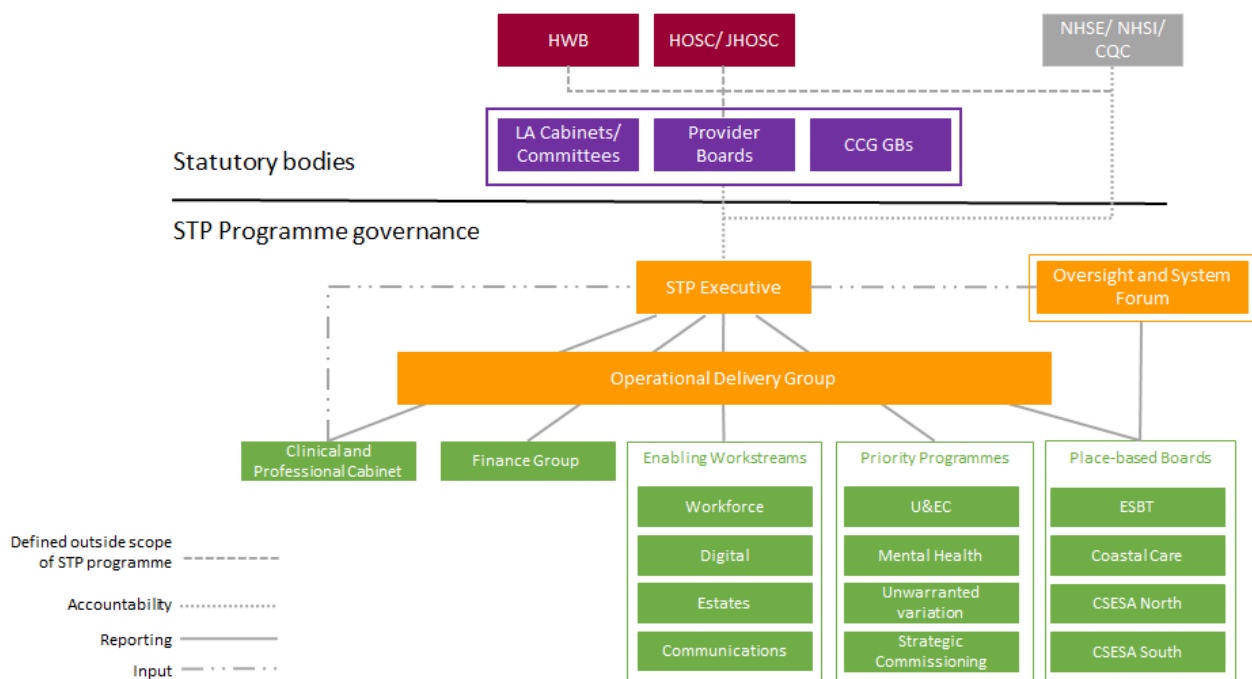 HWB
HOSC/ JHOSC
NHSE/ NHSI/
CQC
LA Cabinets/
Committees
Provider
Boards
CCG GBs
Statutory bodies
STP Programme governance
STP Executive
Oversight and System
Forum
Operational Delivery Group
Clinical and
Professional Cabinet
Finance Group
Enabling Workstreams
Workforce
Digital
Estates
Communications
Priority Programmes
U&EC
Mental Health
Unwarranted
variation
Strategic
Commissioning
Place-based Boards
ESBT
Coastal Care
CSESA North
CSESA South
Defined outside scope
of STP programme
Accountability
Reporting
Input